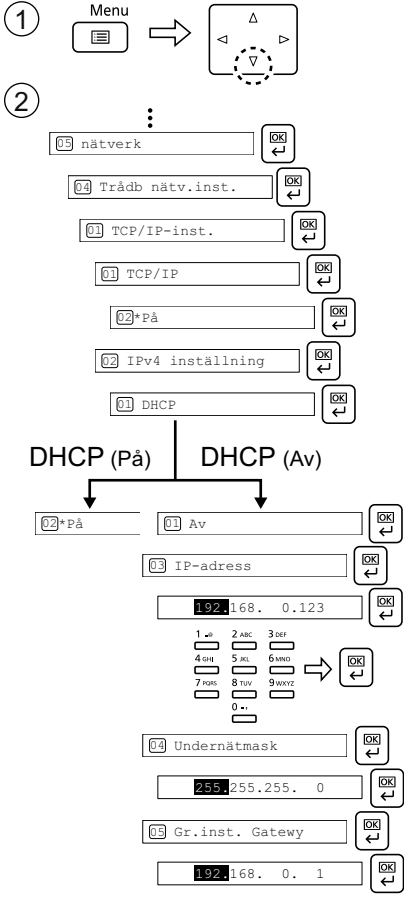 1
Menu
2
05 nätverk OK
04 Trådb nätv.inst. OK
01 TCP/IP-inst. OK
01 TCP/IP OK
02*På OK
02 IPv4 inställning OK
01 DHCP OK
DHCP (På) DHCP (Av)
02*På 01 Av OK
03 IP-adress OK
192.168. 0.123 OK
1 .@ 2 ABC 3 DEF
4 GHI 5 JKL 6 MNO OK
7 PQRS 8 TUV 9 WXYZ
0
04 Undernätmask OK
255.255.255. 0 OK
05 Gr.inst. Gatewy OK
192.168. 0. 1 OK